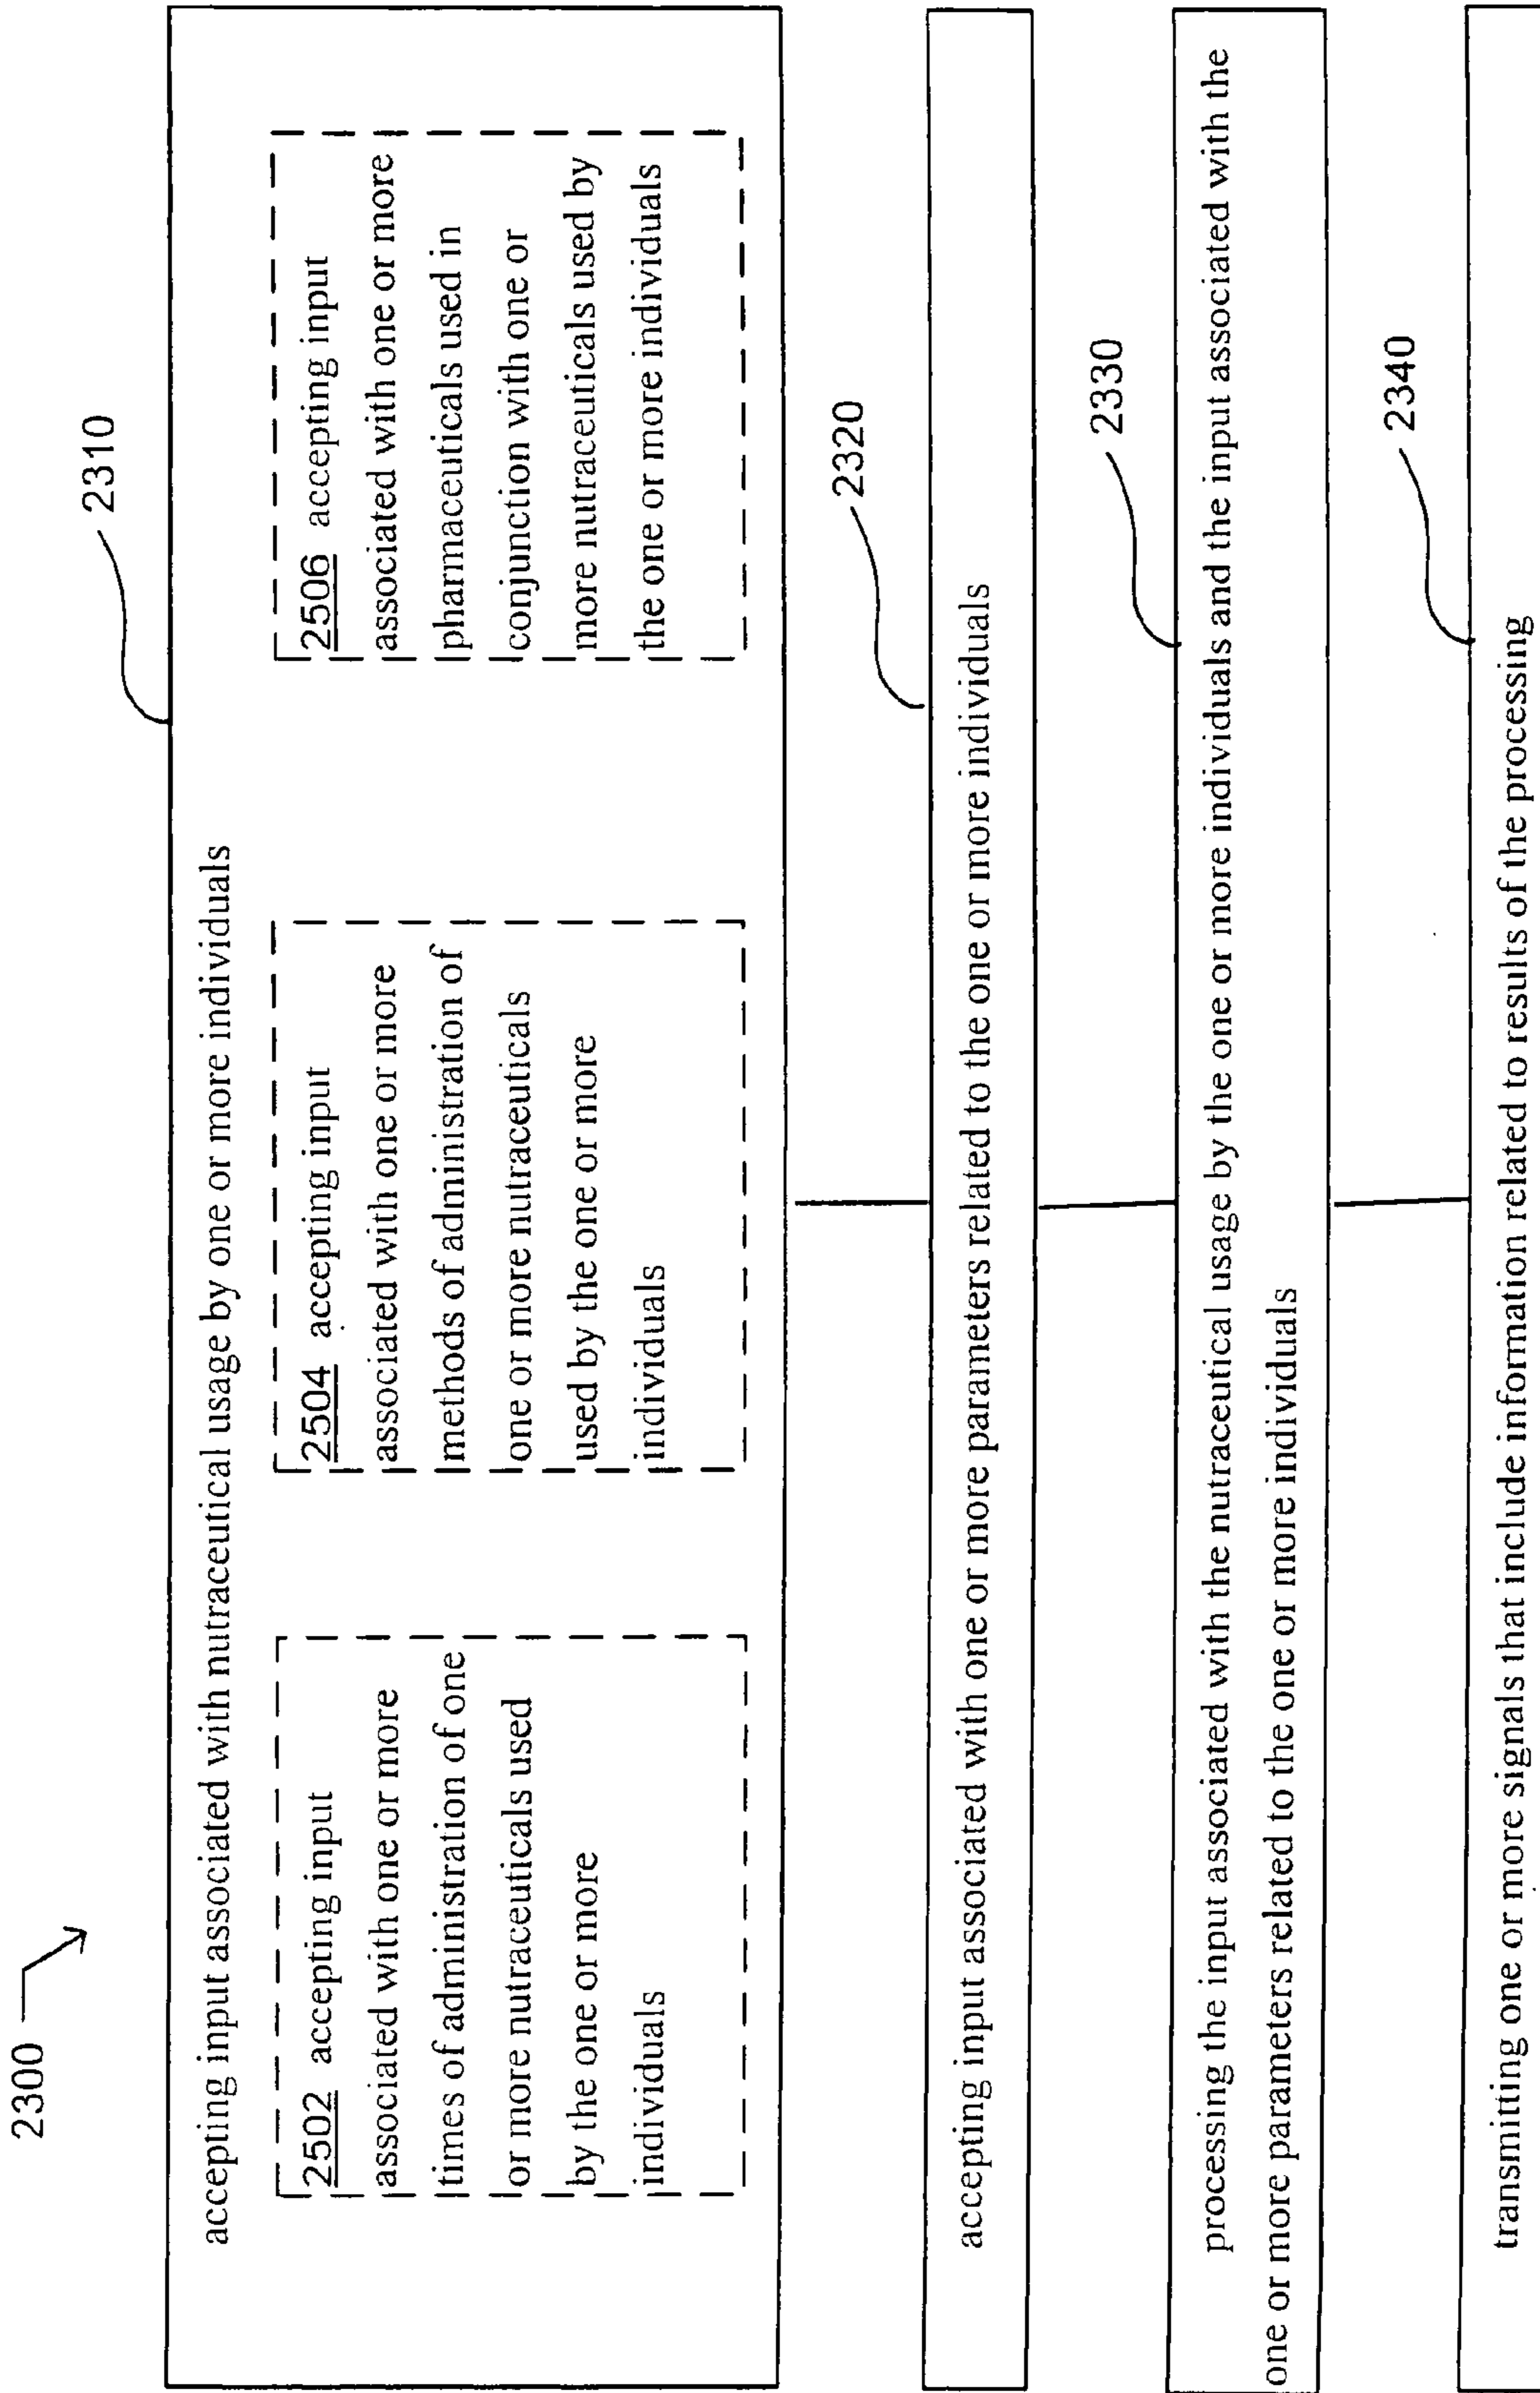 2300
2310
accepting input associated with nutraceutical usage by one or more individuals
2502 accepting input
associated with one or more
times of administration of one
or more nutraceuticals used
by the one or more
individuals
2504 accepting input
associated with one or more
methods of administration of
one or more nutraceuticals
used by the one or more
individuals
2506 accepting input
associated with one or more
pharmaceuticals used in
conjunction with one or
more nutraceuticals used by
the one or more individuals
2320
accepting input associated with one or more parameters related to the one or more individuals
2330
processing the input associated with the nutraceutical usage by the one or more individuals and the input associated with the
one or more parameters related to the one or more individuals
2340
transmitting one or more signals that include information related to results of the processing